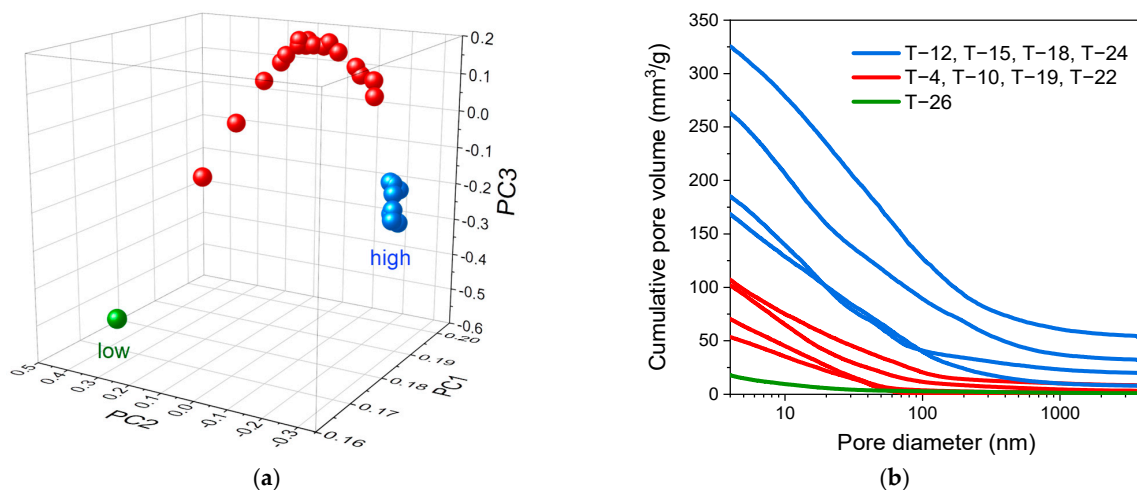 0.2
0.1
0.0
-0.1
-0.2
-0.3
-0.4
-0.5
-0.6
PC3
high
low
0.5
0.4
0.3
0.2
0.1
0.0
-0.1
-0.2
-0.3
PC2
0.20
0.19
0.18
0.17
0.16
PC1
(a)
350
300
250
200
150
100
50
0
Cumulative pore volume (mm³/g)
T−12, T−15, T−18, T−24
T−4, T−10, T−19, T−22
T−26
10
100
1000
Pore diameter (nm)
(b)